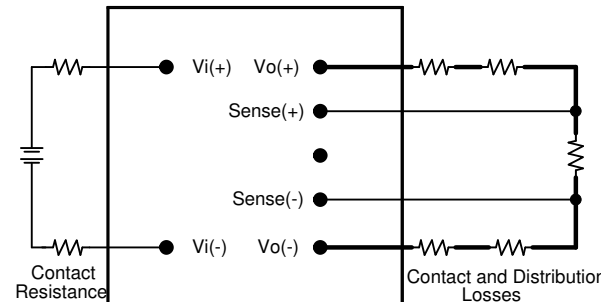 Vi(+) Vo(+)
Sense(+)
Sense(-)
Vi(-) Vo(-)
Contact
Resistance
Contact and Distribution
Losses